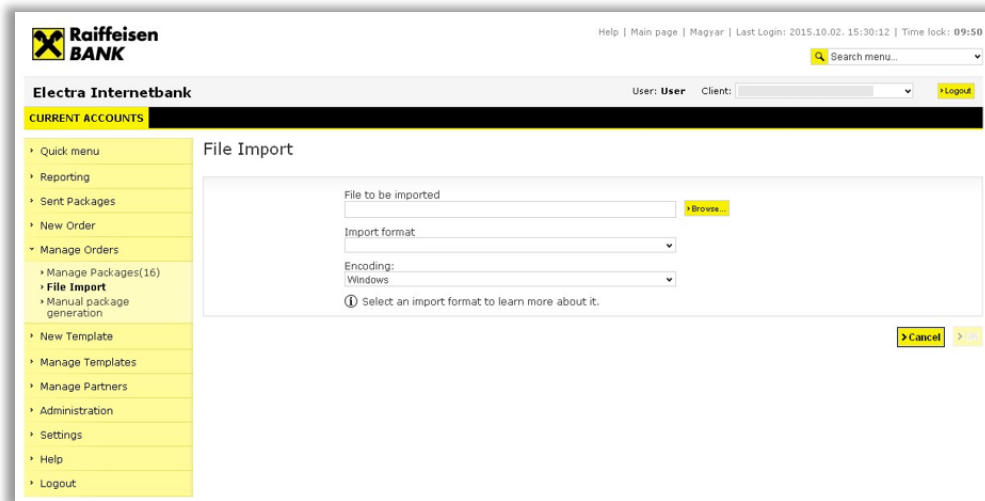 Raiffeisen
BANK
Help | Main page | Magyar | Last Login: 2015.10.02. 15:30:12 | Time lock: 09:50
Search menu...
Electra Internetbank
User: User Client:
Logout
CURRENT ACCOUNTS
Quick menu
Reporting
Sent Packages
New Order
Manage Orders
Manage Packages(16)
File Import
Manual package
generation
New Template
Manage Templates
Manage Partners
Administration
Settings
Help
Logout
File Import
File to be imported
Browse...
Import format
Encoding:
Windows
Select an import format to learn more about it.
Cancel